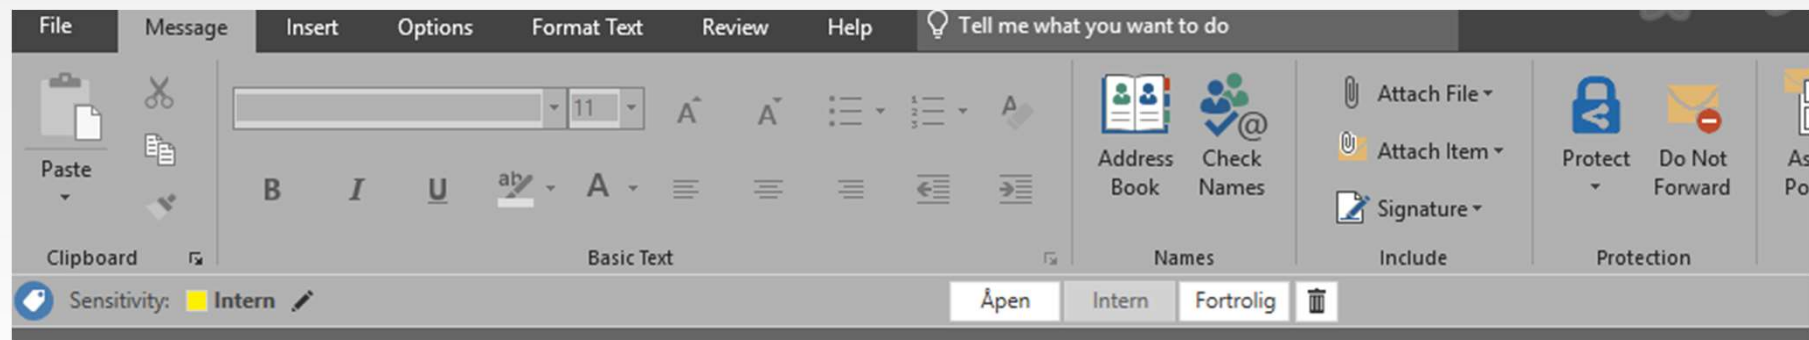 File Message Insert Options Format Text Review Help Tell me what you want to do
11
Paste
B I U ab A
Clipboard
Basic Text
Address Book
Check Names
Names
Attach File
Attach Item
Signature
Include
Protect
Do Not Forward
Protection
Sensitivity: Intern
Åpen Intern Fortrolig